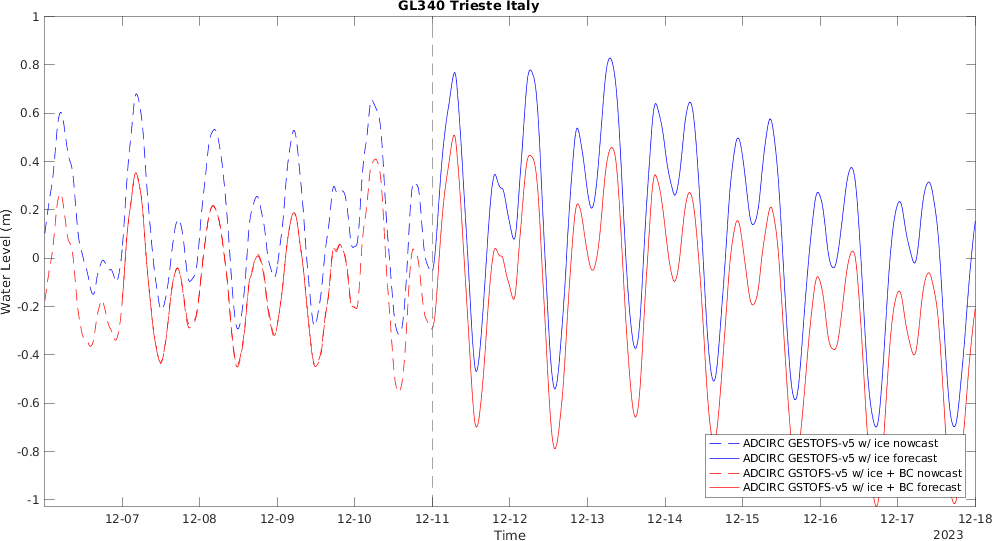 GL340 Trieste Italy
Water Level (m)
1
0.8
0.6
0.4
0.2
0
-0.2
-0.4
-0.6
-0.8
-1
ADCIRC GESTOFS-v5 w/ ice nowcast
ADCIRC GESTOFS-v5 w/ ice forecast
ADCIRC GSTOFS-v5 w/ ice + BC nowcast
ADCIRC GSTOFS-v5 w/ ice + BC forecast
12-07 12-08 12-09 12-10 12-11 12-12 12-13 12-14 12-15 12-16 12-17 12-18
Time
2023